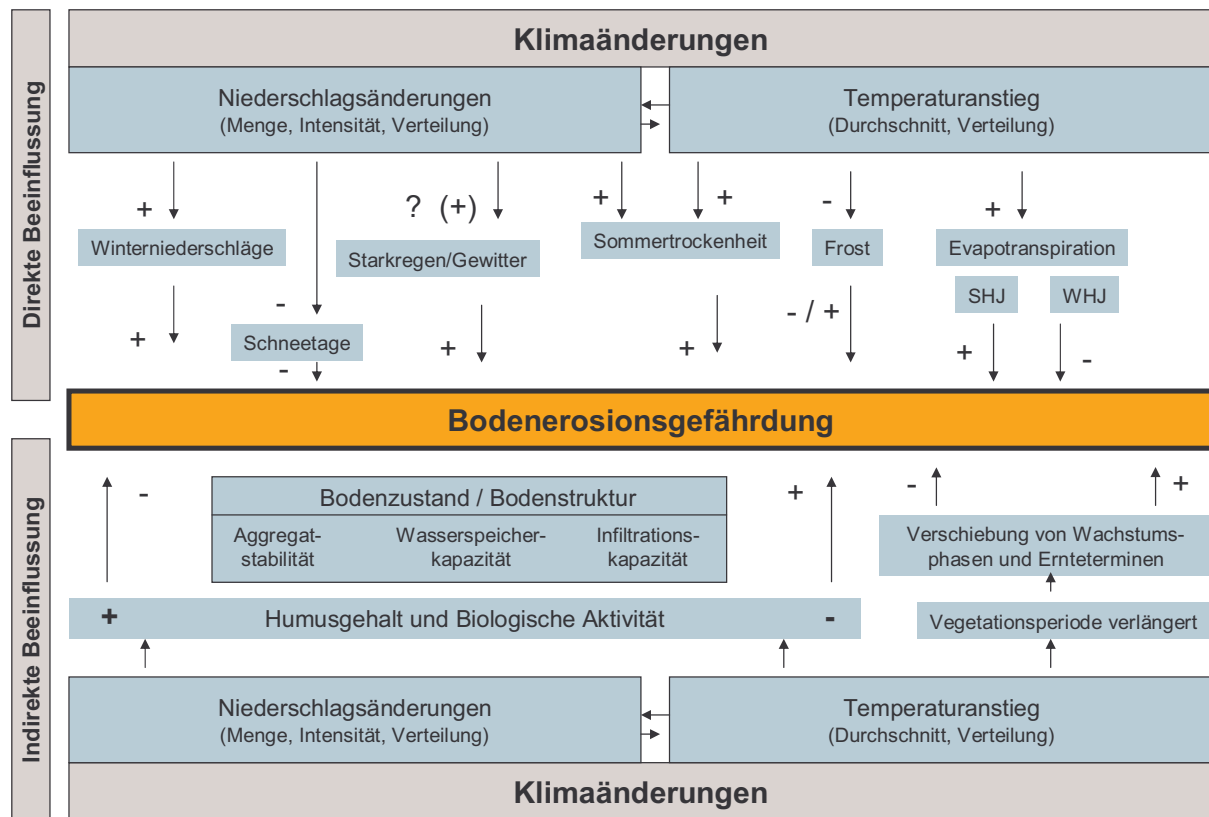 Direkte Beeinflussung
Klimaänderungen
Niederschlagsänderungen
(Menge, Intensität, Verteilung)
Temperaturanstieg
(Durchschnitt, Verteilung)
+
? (+)
+
+
-
+
Winterniederschläge
Starkregen/Gewitter
Sommertrockenheit
Frost
Evapotranspiration
SHJ
WHJ
-
- / +
+
Schneetage
+
+
+
-
-
Bodenerosionsgefährdung
Indirekte Beeinflussung
-
Bodenzustand / Bodenstruktur
Aggregat-
stabilität
Wasserspeicher-
kapazität
Infiltrations-
kapazität
+
-
+
Verschiebung von Wachstums-
phasen und Ernteterminen
+
Humusgehalt und Biologische Aktivität
-
Vegetationsperiode verlängert
Niederschlagsänderungen
(Menge, Intensität, Verteilung)
Temperaturanstieg
(Durchschnitt, Verteilung)
Klimaänderungen